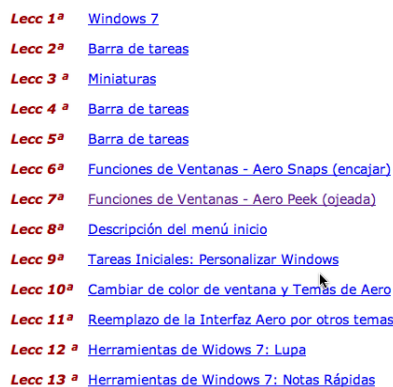 Lecc 1ª Windows 7
Lecc 2ª Barra de tareas
Lecc 3 ª Miniaturas
Lecc 4 ª Barra de tareas
Lecc 5ª Barra de tareas
Lecc 6ª Funciones de Ventanas - Aero Snaps (encajar)
Lecc 7ª Funciones de Ventanas - Aero Peek (ojeada)
Lecc 8ª Descripción del menú inicio
Lecc 9ª Tareas Iniciales: Personalizar Windows
Lecc 10ª Cambiar de color de ventana y Temas de Aero
Lecc 11ª Reemplazo de la Interfaz Aero por otros temas
Lecc 12 ª Herramientas de Widows 7: Lupa
Lecc 13 ª Herramientas de Windows 7: Notas Rápidas